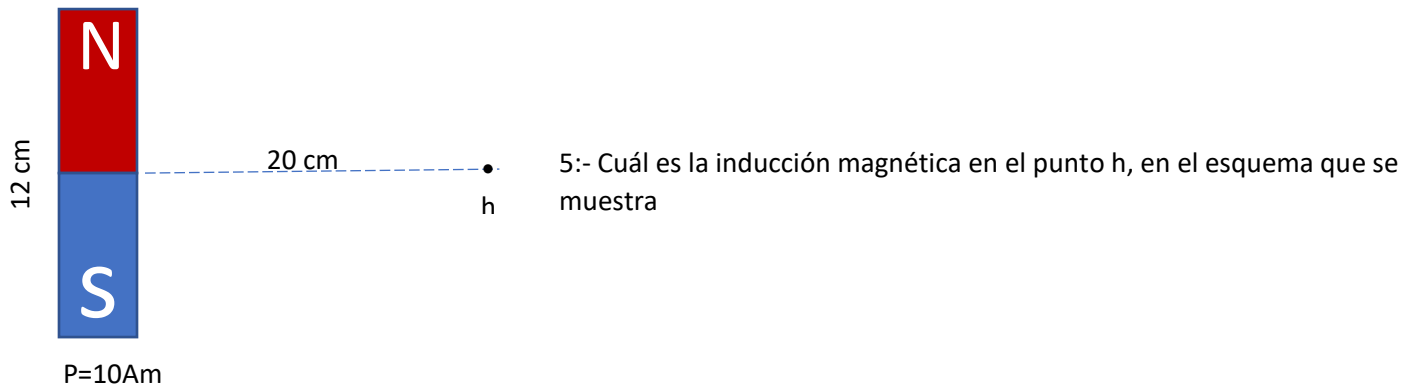 N
12 cm
20 cm
h
S
P=10Am
5:- Cuál es la inducción magnética en el punto h, en el esquema que se
muestra